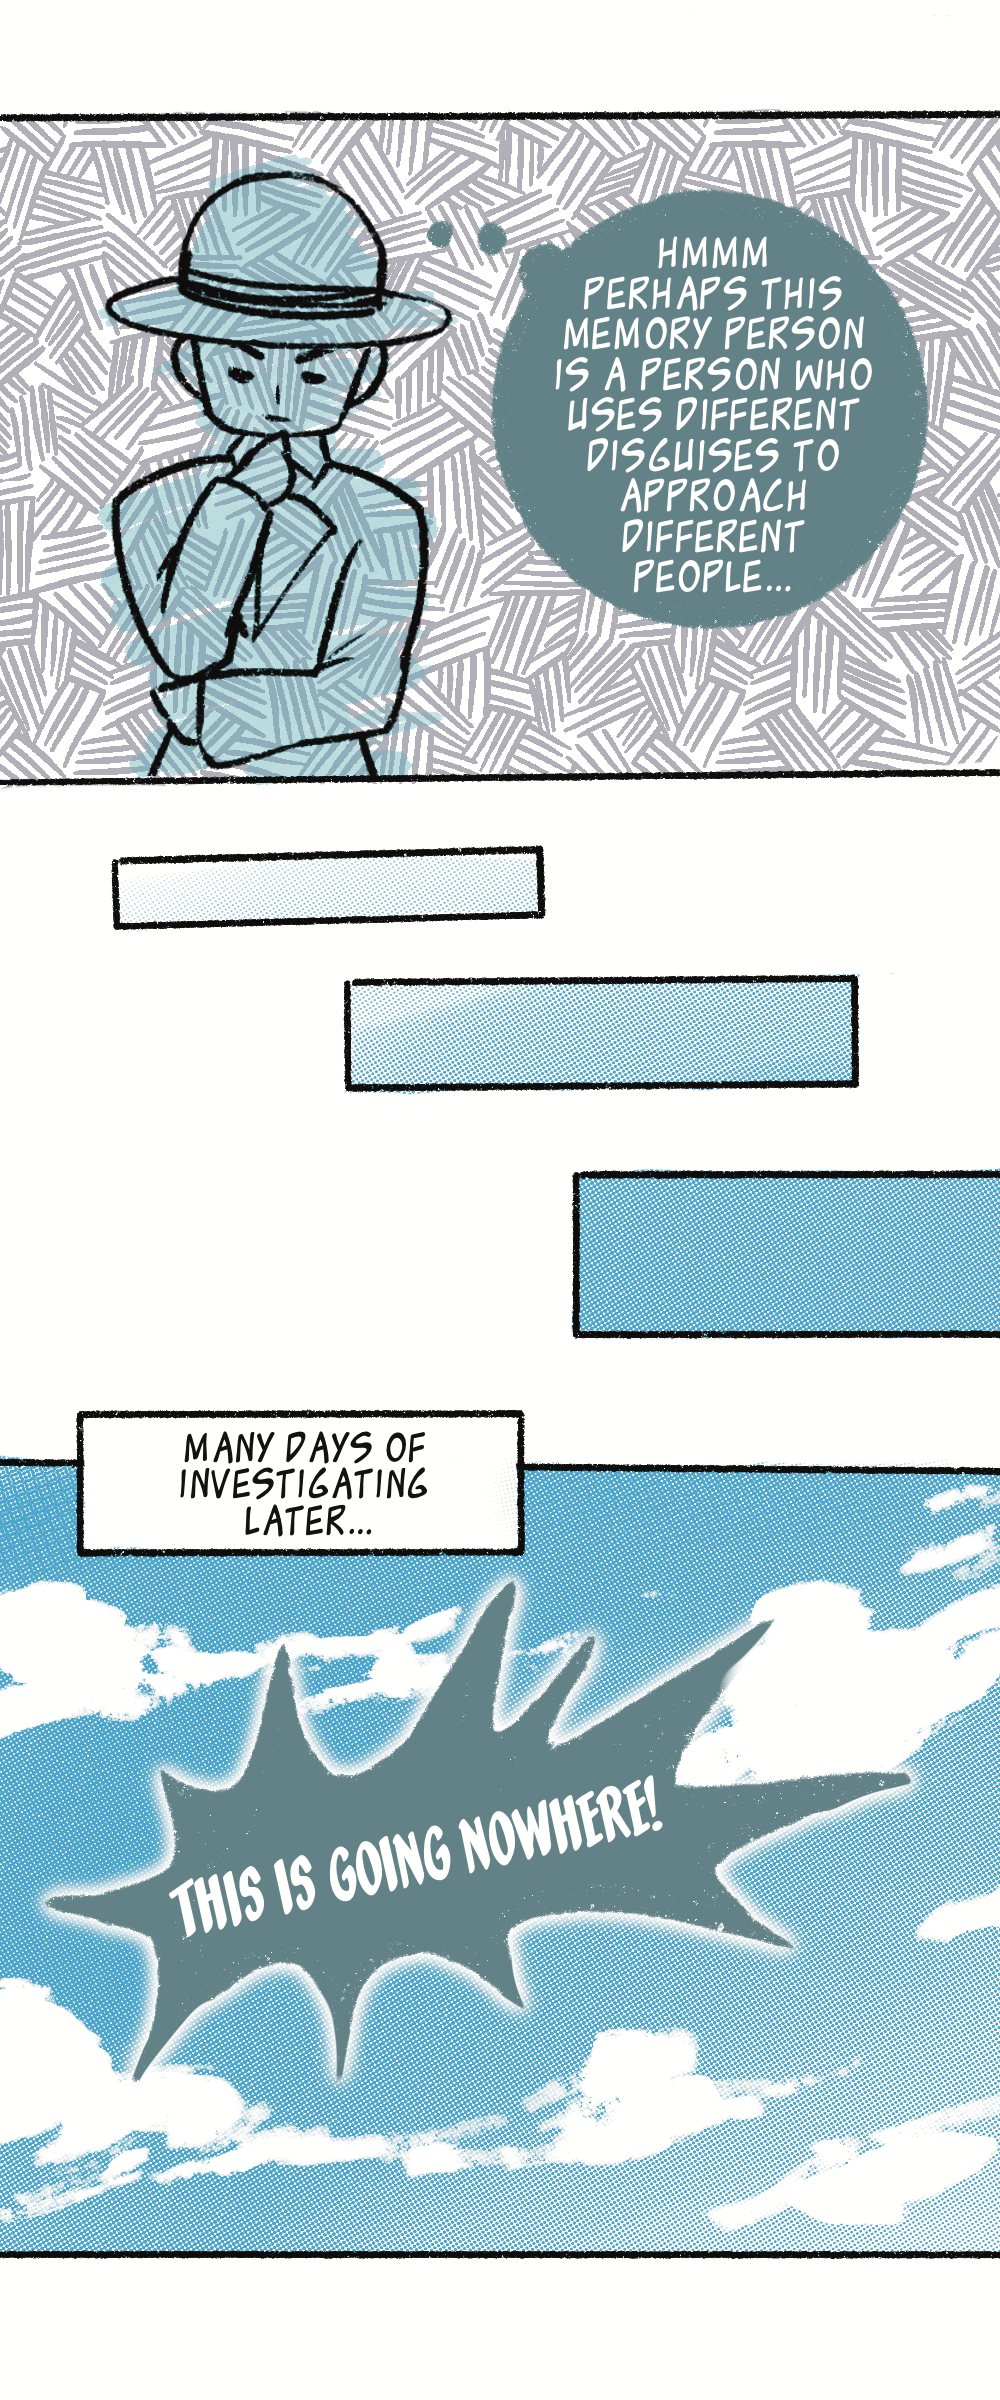 HMMM
PERHAPS THIS
MEMORY PERSON
IS A PERSON WHO
USES DIFFERENT
DISGUISES TO
APPROACH
DIFFERENT
PEOPLE...
MANY DAYS OF
INVESTIGATING
LATER...
THIS IS GOING NOWHERE!